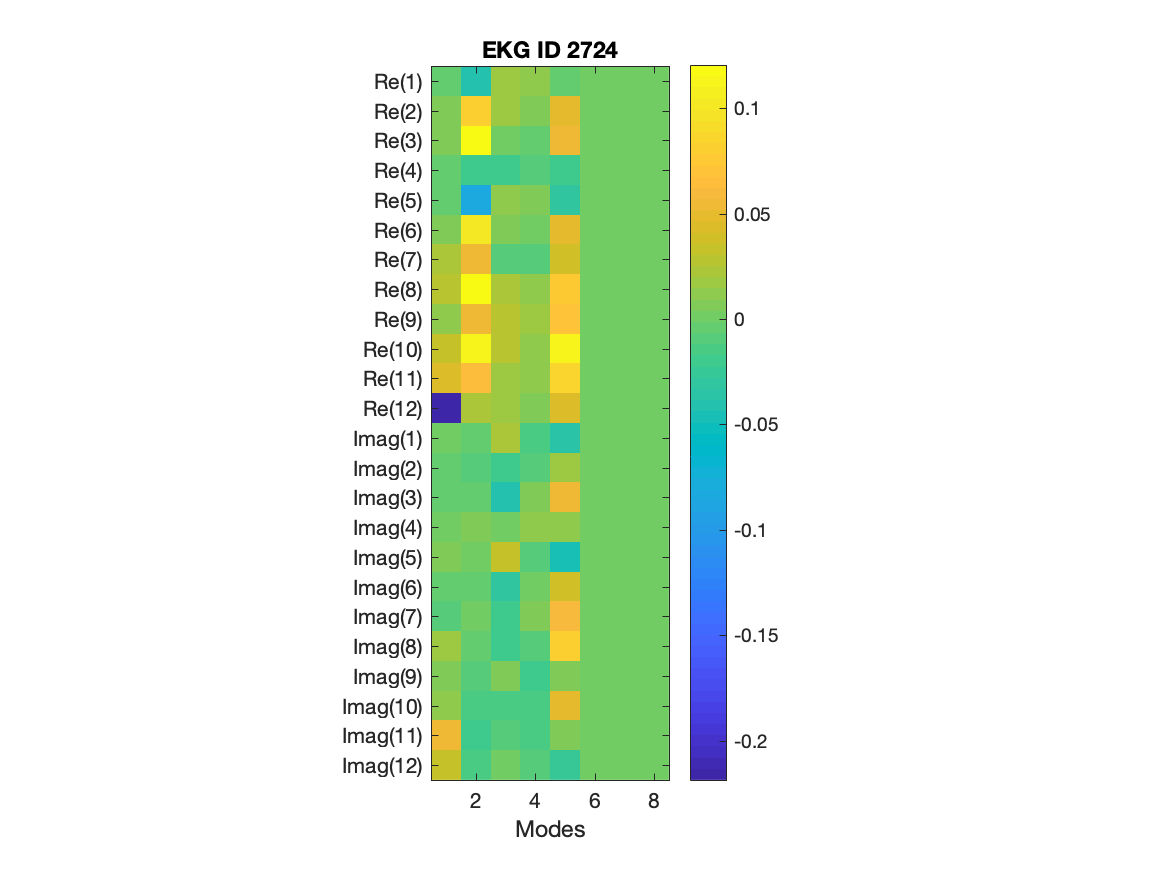 EKG ID 2724
Re(1)
Re(2)
Re(3)
Re(4)
Re(5)
Re(6)
Re(7)
Re(8)
Re(9)
Re(10)
Re(11)
Re(12)
Imag(1)
Imag(2)
Imag(3)
Imag(4)
Imag(5)
Imag(6)
Imag(7)
Imag(8)
Imag(9)
Imag(10)
Imag(11)
Imag(12)
2 4 6 8
Modes
0.1
0.05
0
-0.05
-0.1
-0.15
-0.2